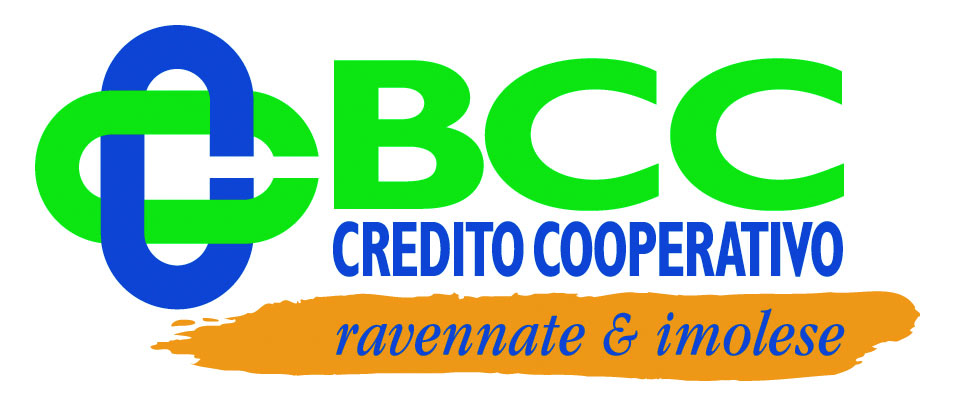 BCC
CREDITO COOPERATIVO
ravennate & imolese